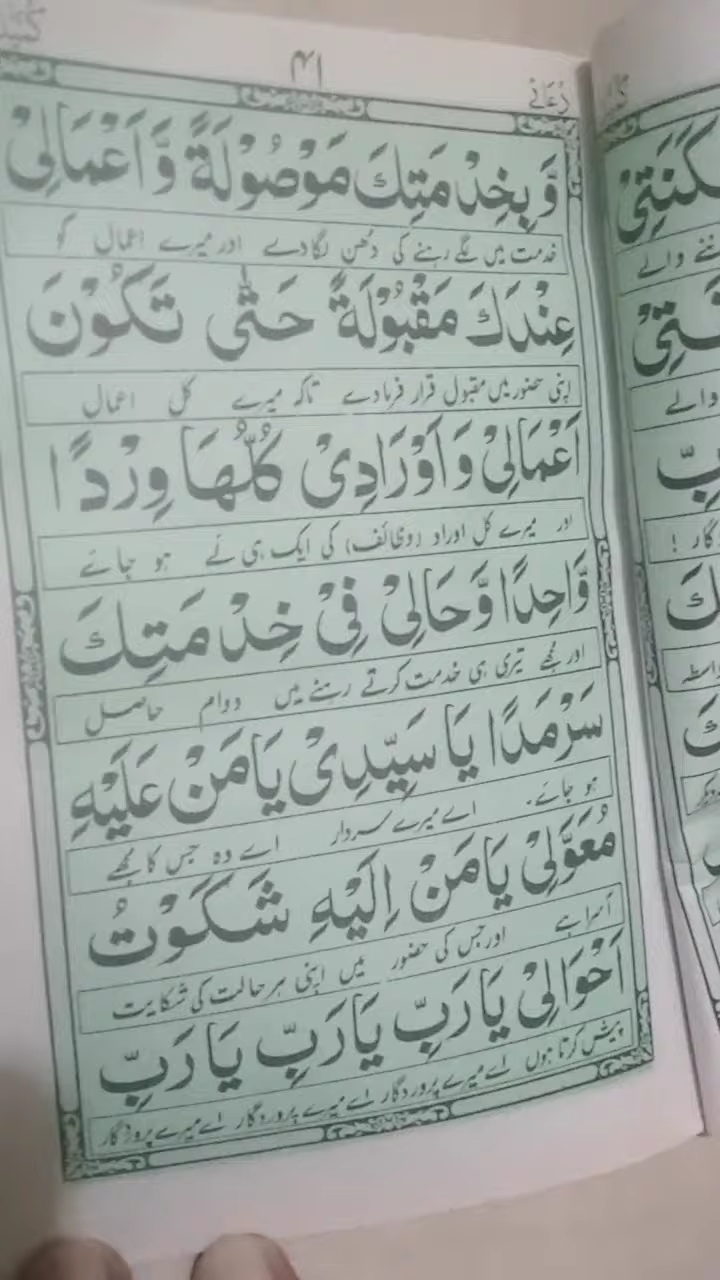 ۴۱
دُعائے
وَّبِخِدْمَتِكَ مَوْصُوْلَةً وَّاَعْمَالِیْ
خدمت میں لگے رہنے کی دُھن لگادے اور میرے اعمال کو
عِنْدَكَ مَقْبُوْلَةً حَتّٰی تَكُوْنَ
اپنی حضور میں مقبول قرار فرمادے تاکہ میرے کل اعمال
اَعْمَالِیْ وَاَوْرَادِیْ كُلُّهَا وِرْدًا
اور میرے کل اوراد (وظائف) کی ایک ہی لَے ہو جائے
وَّاحِدًا وَّحَالِیْ فِیْ خِدْمَتِكَ
اور مجھے تیری ہی خدمت کرتے رہنے میں دوام حاصل
سَرْمَدًا یَا سَیِّدِیْ یَا مَنْ عَلَیْهِ
ہو جائے۔ اے میرے سردار اے وہ جس کا مجھے
مُعَوَّلِیْ یَا مَنْ اِلَیْهِ شَكَوْتُ
آسرا ہے اور جس کی حضور میں اپنی ہر حالت کی شکایت
اَحْوَالِیْ یَا رَبِّ یَا رَبِّ یَا رَبِّ
پیش کرتا ہوں اے میرے پروردگار اے میرے پروردگار اے میرے پروردگار